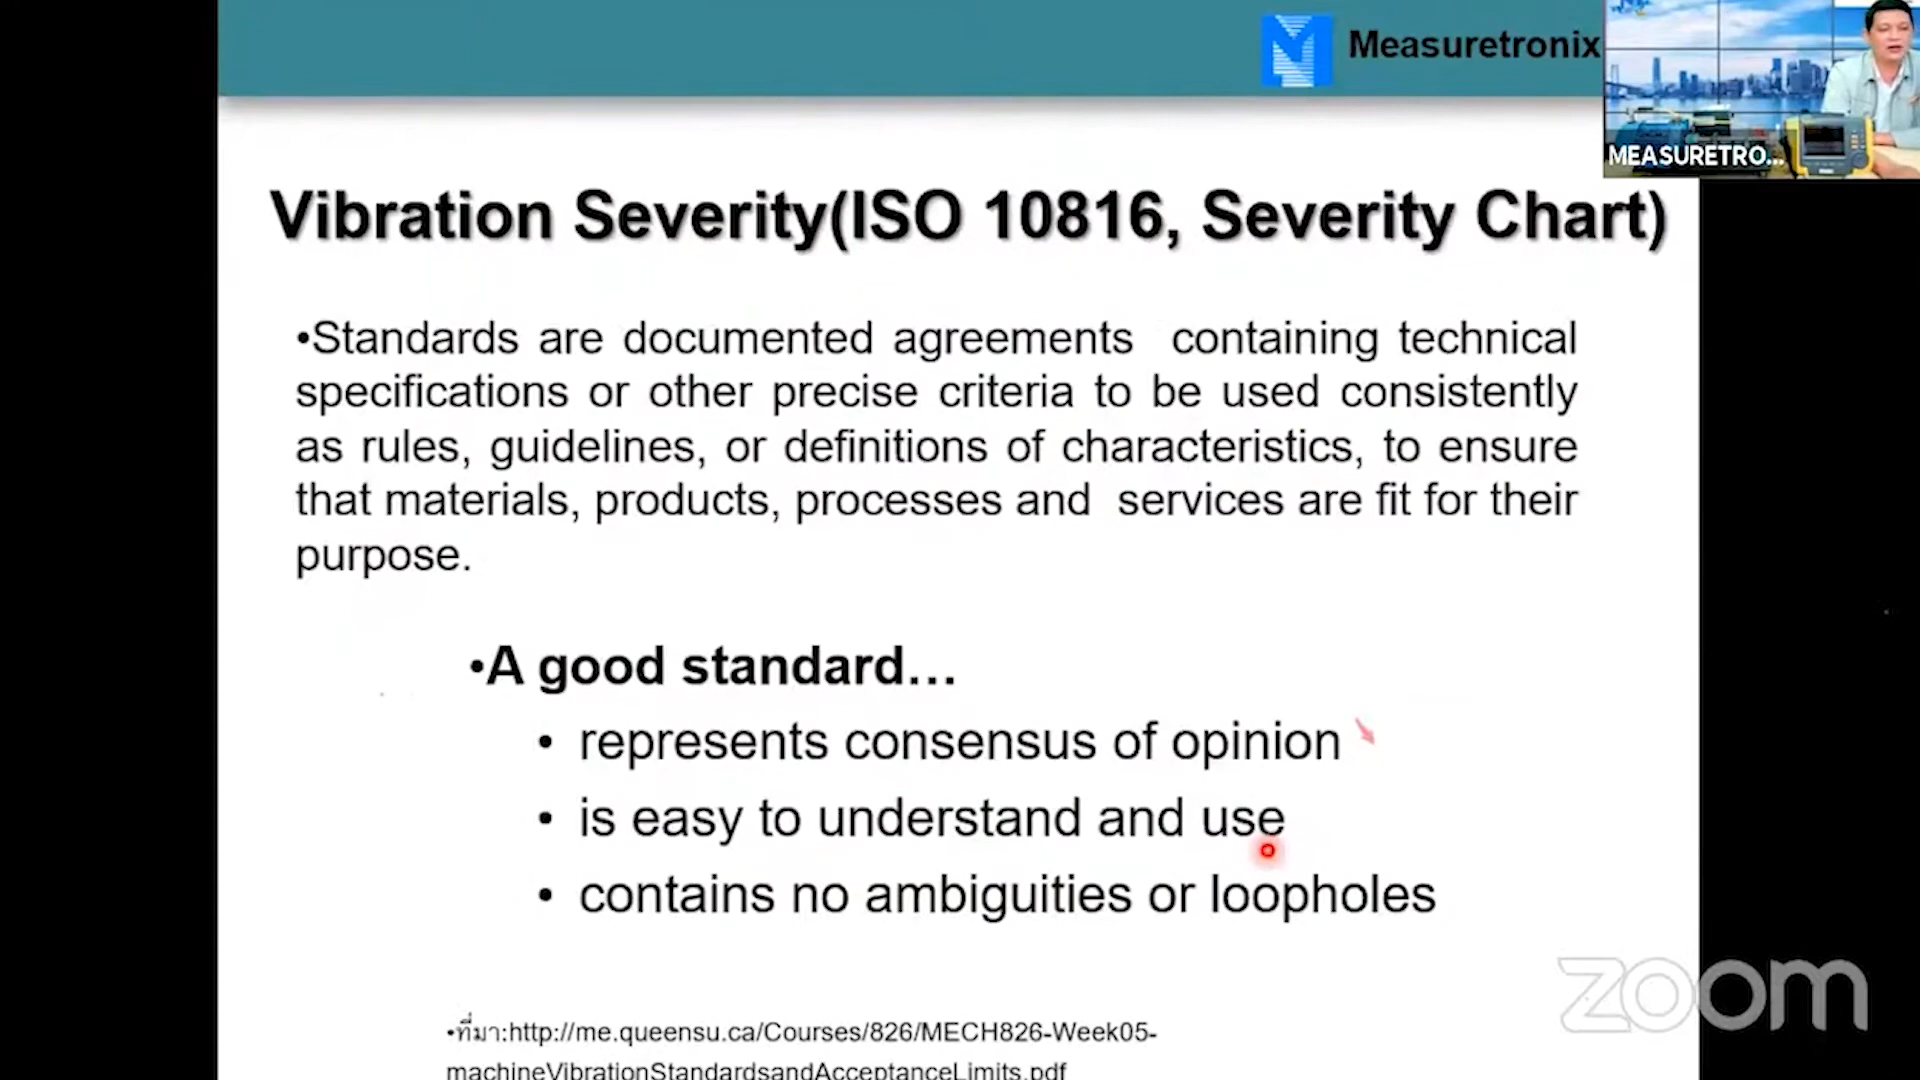 Measuretronix
MEASURETRO...
Vibration Severity(ISO 10816, Severity Chart)
•Standards are documented agreements containing technical
specifications or other precise criteria to be used consistently
as rules, guidelines, or definitions of characteristics, to ensure
that materials, products, processes and services are fit for their
purpose.
•A good standard…
• represents consensus of opinion
• is easy to understand and use
• contains no ambiguities or loopholes
zoom
•ที่มา:http://me.queensu.ca/Courses/826/MECH826-Week05-
machineVibrationStandardsandAcceptanceLimits.pdf